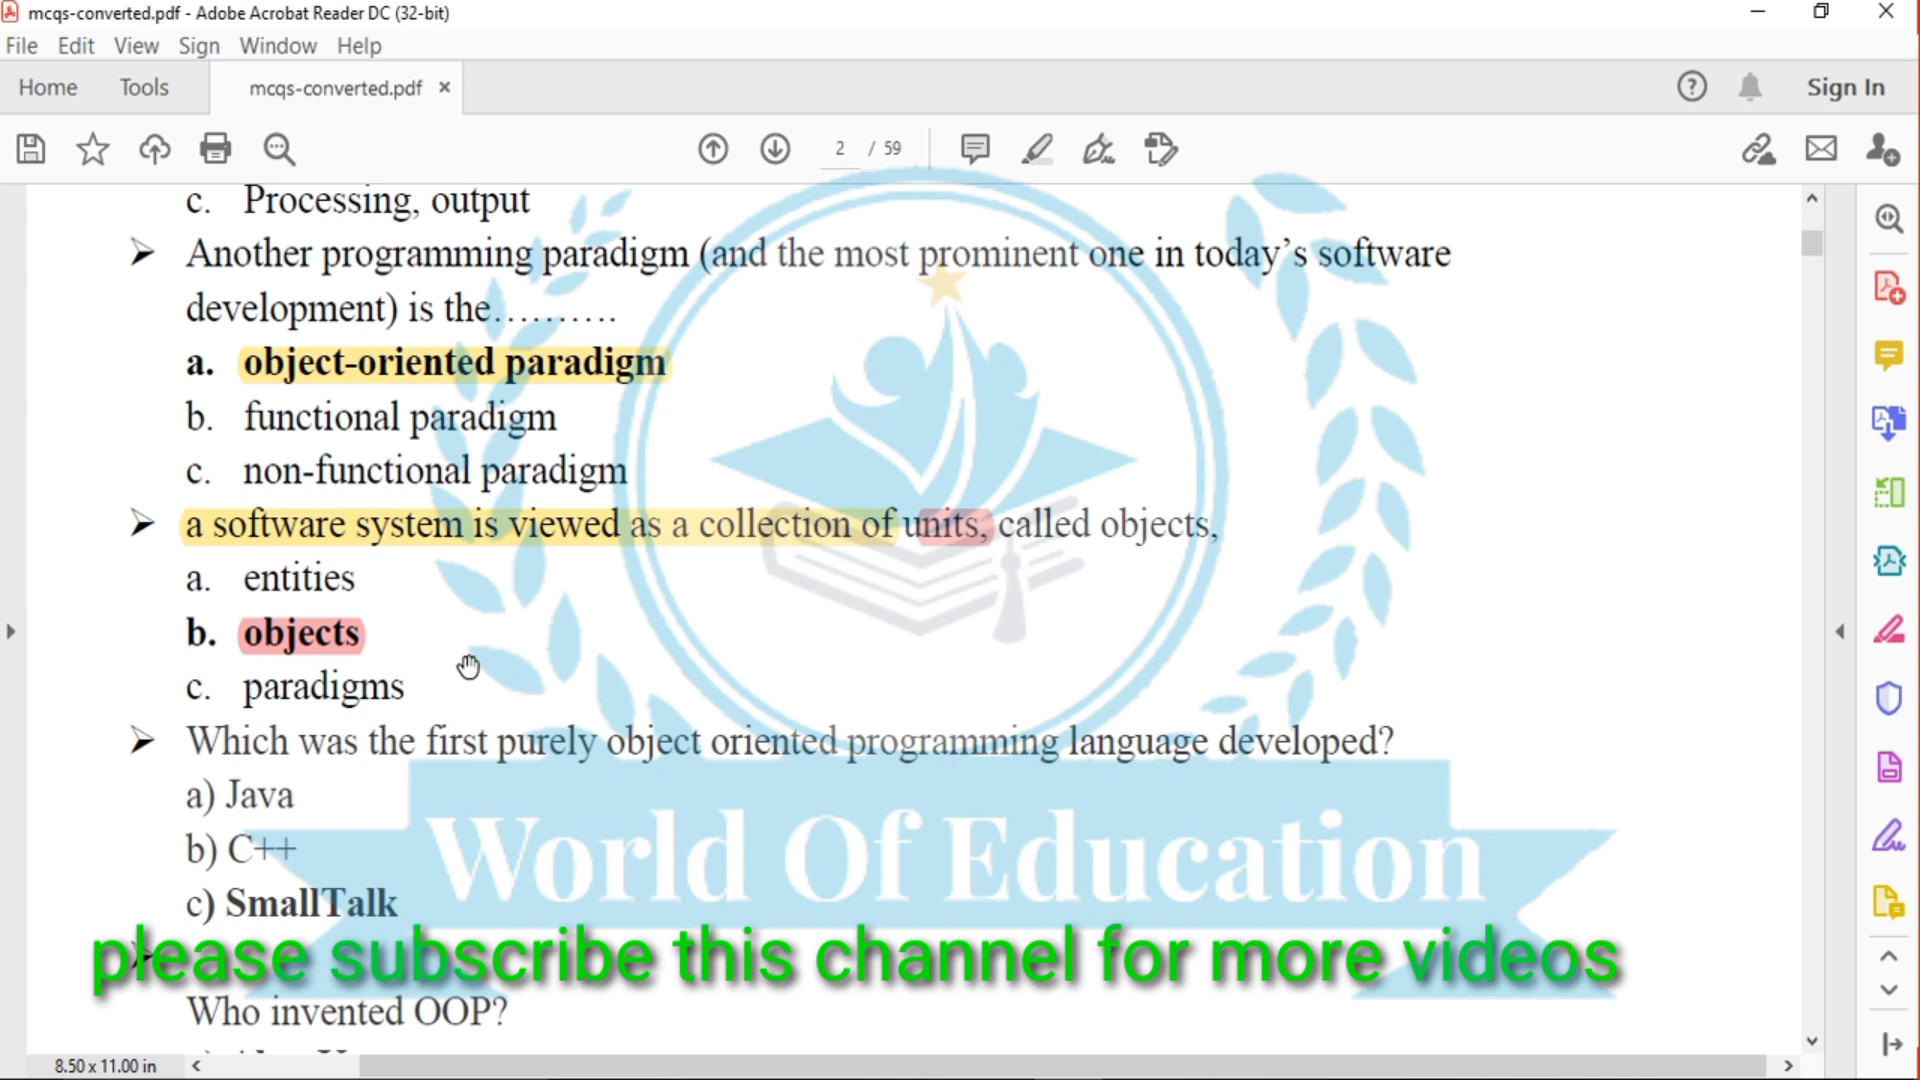 mcqs-converted.pdf - Adobe Acrobat Reader DC (32-bit)
File Edit View Sign Window Help
Home Tools mcqs-converted.pdf ×
Sign In
2 / 59
c. Processing, output
➢ Another programming paradigm (and the most prominent one in today’s software
development) is the……….
a. object-oriented paradigm
b. functional paradigm
c. non-functional paradigm
➢ a software system is viewed as a collection of units, called objects,
a. entities
b. objects
c. paradigms
➢ Which was the first purely object oriented programming language developed?
a) Java
b) C++
World Of Education
c) SmallTalk
please subscribe this channel for more videos
Who invented OOP?
8.50 x 11.00 in